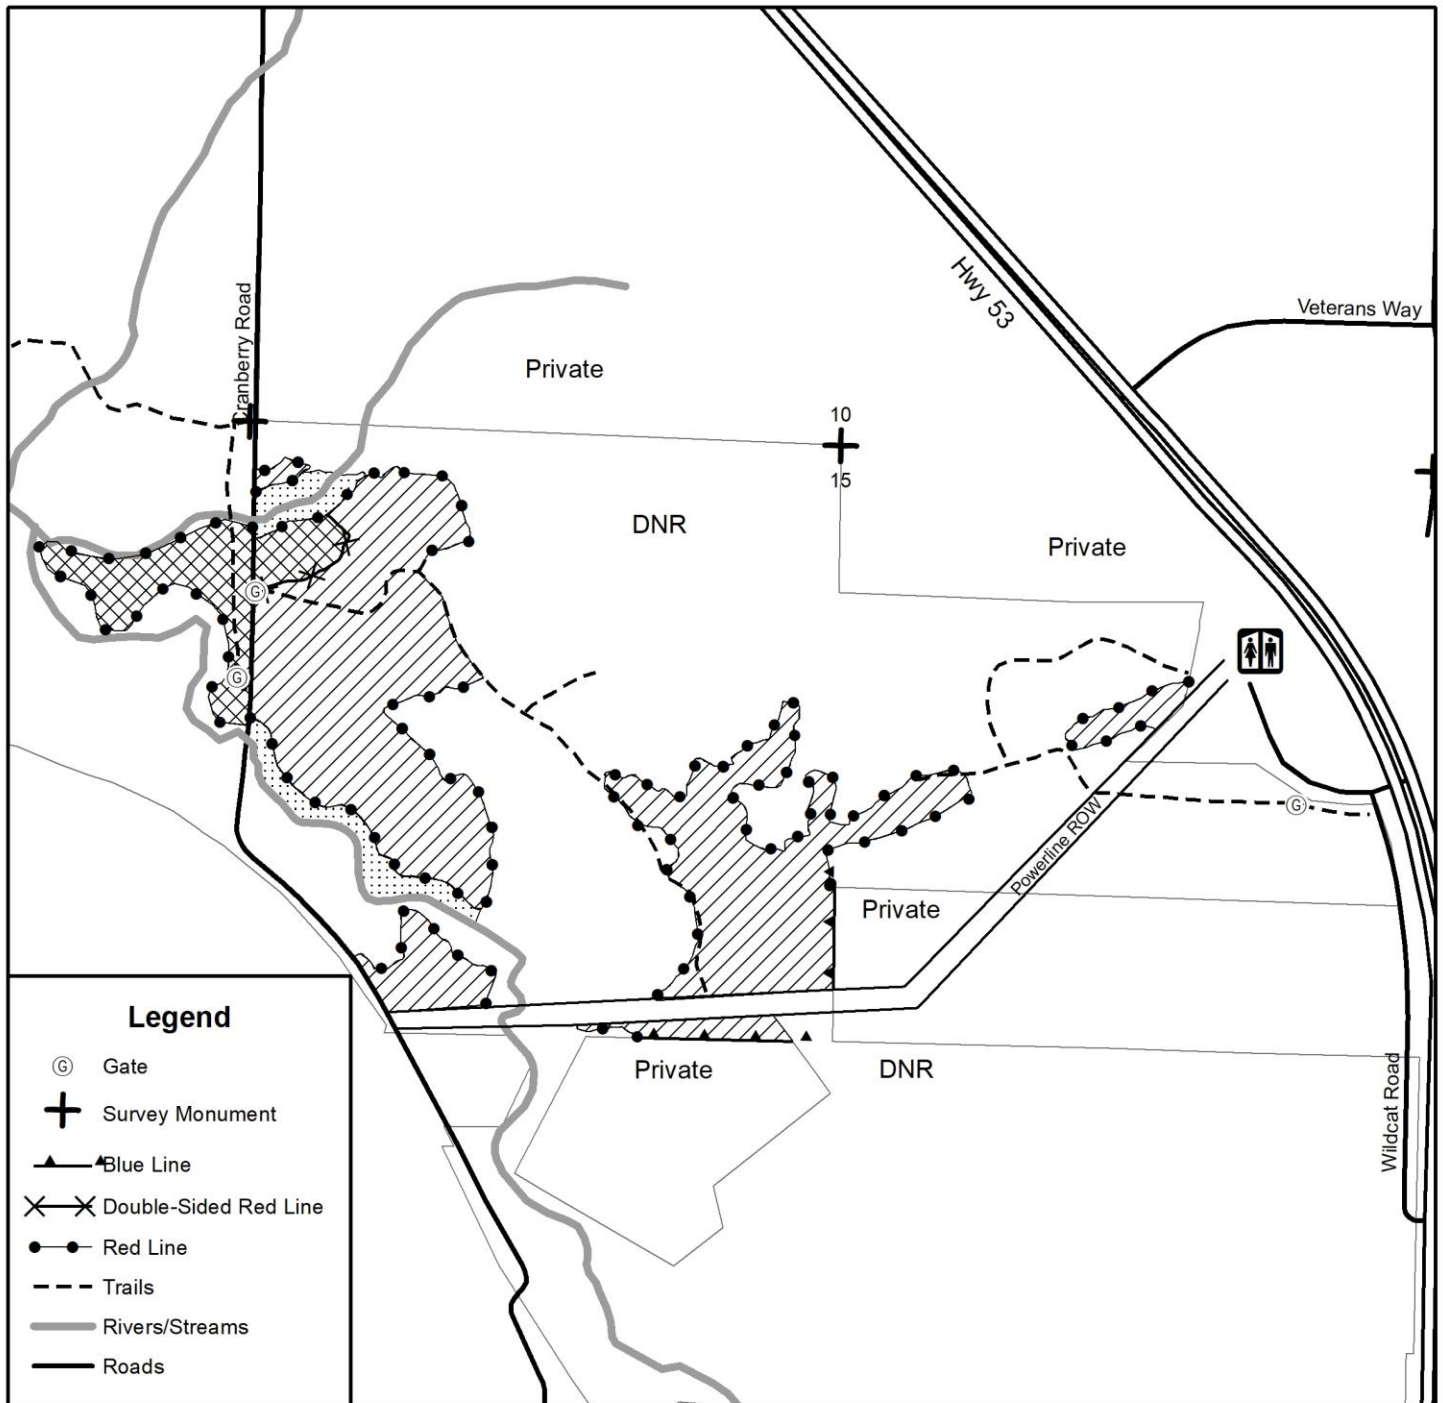 Hwy 53
Veterans Way
Cranberry Road
Private
10
15
DNR
Private
G
G
G
Powerline ROW
Private
Private
DNR
Wildcat Road
Legend
G Gate
Survey Monument
Blue Line
Double-Sided Red Line
Red Line
Trails
Rivers/Streams
Roads